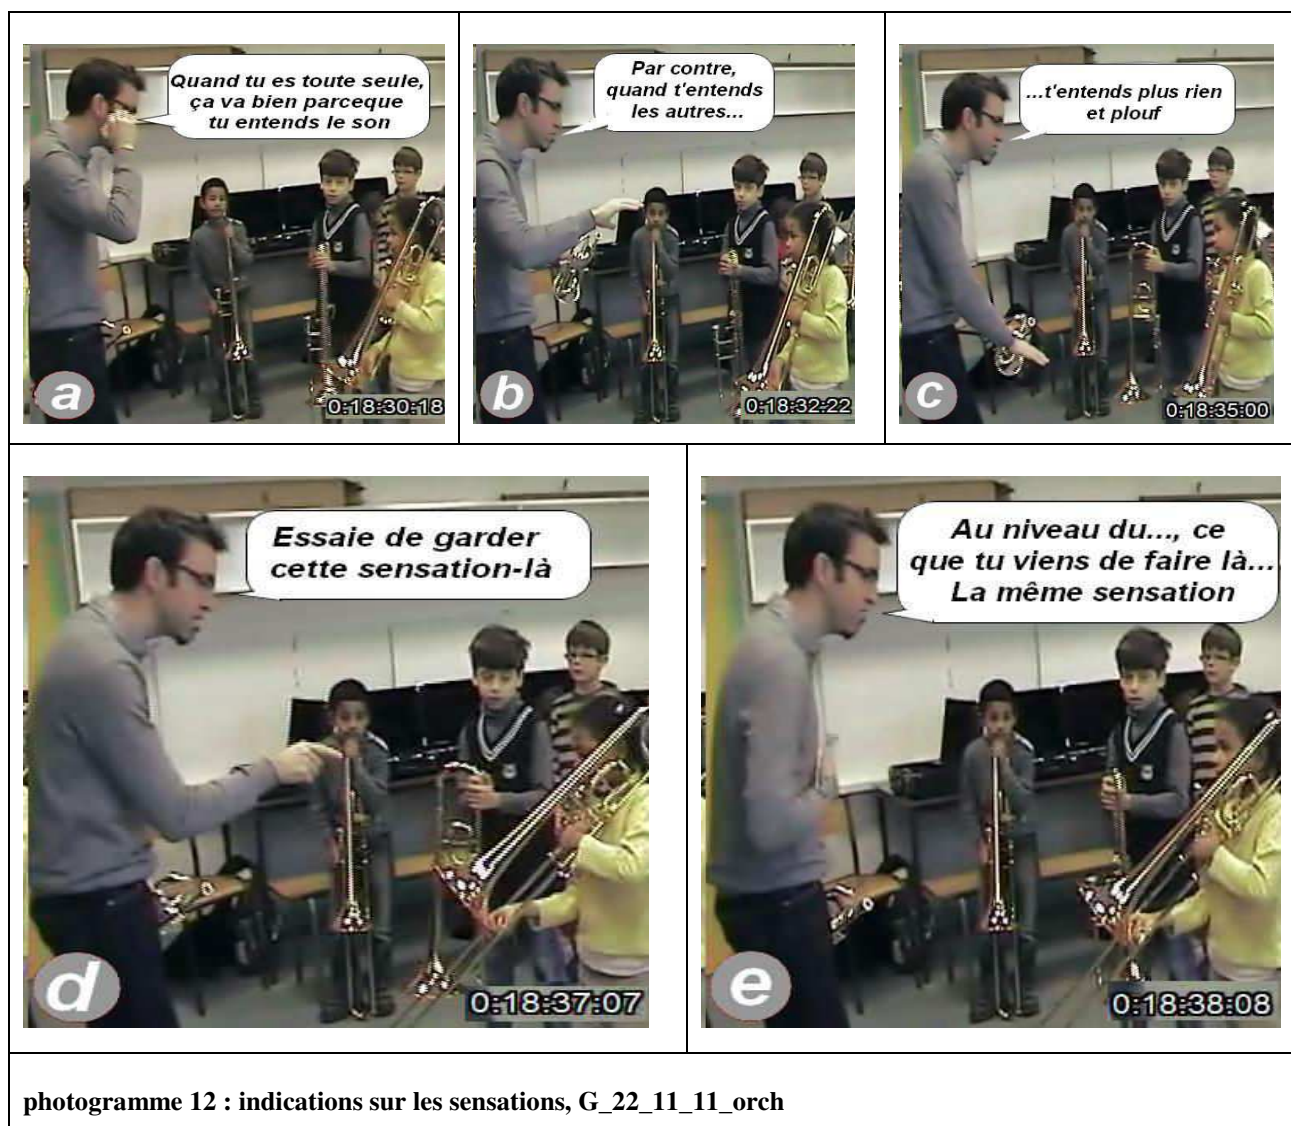 Quand tu es toute seule,
ça va bien parceque
tu entends le son
a
0:18:30:18
Par contre,
quand t'entends
les autres...
b
0:18:32:22
...t'entends plus rien
et plouf
c
0:18:35:00
Essaie de garder
cette sensation-là
d
0:18:37:07
Au niveau du..., ce
que tu viens de faire là...
La même sensation
e
0:18:38:08
photogramme 12 : indications sur les sensations, G_22_11_11_orch